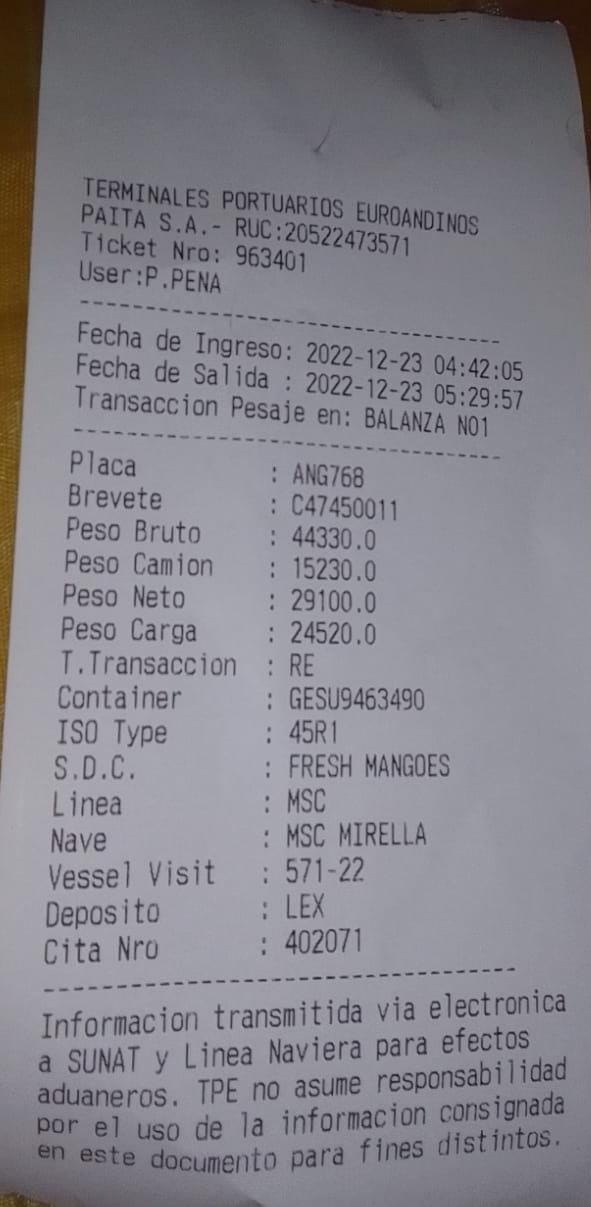 TERMINALES PORTUARIOS EUROANDINOS
PAITA S.A.- RUC:20522473571
Ticket Nro: 963401
User:P.PENA
Fecha de Ingreso: 2022-12-23 04:42:05
Fecha de Salida : 2022-12-23 05:29:57
Transaccion Pesaje en: BALANZA NO1
Placa : ANG768
Brevete : C47450011
Peso Bruto : 44330.0
Peso Camion : 15230.0
Peso Neto : 29100.0
Peso Carga : 24520.0
T.Transaccion : RE
Container : GESU9463490
ISO Type : 45R1
S.D.C. : FRESH MANGOES
Linea : MSC
Nave : MSC MIRELLA
Vessel Visit : 571-22
Deposito : LEX
Cita Nro : 402071
Informacion transmitida via electronica
a SUNAT y Linea Naviera para efectos
aduaneros. TPE no asume responsabilidad
por el uso de la informacion consignada
en este documento para fines distintos.